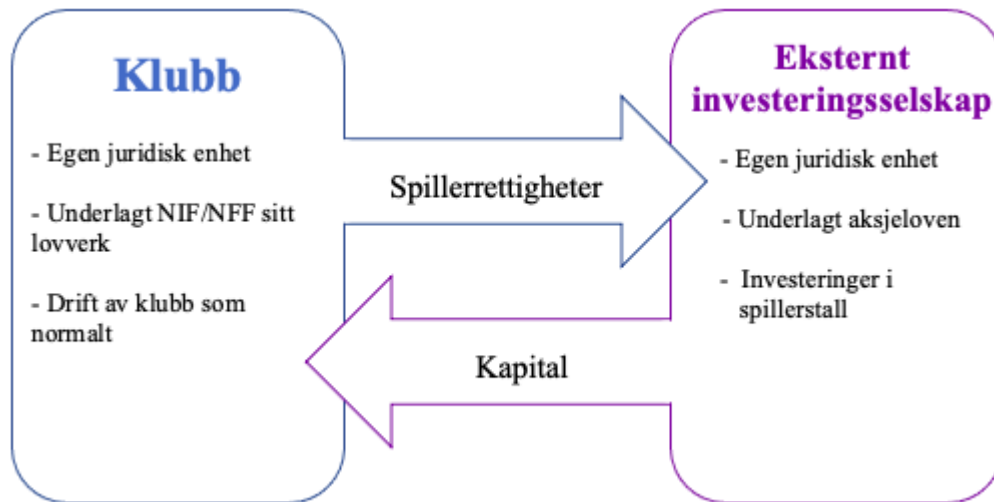 Klubb
- Egen juridisk enhet
- Underlagt NIF/NFF sitt
lovverk
- Drift av klubb som
normalt
Spillerrettigheter
Kapital
Eksternt
investeringsselskap
- Egen juridisk enhet
- Underlagt aksjeloven
- Investeringer i
spillerstall